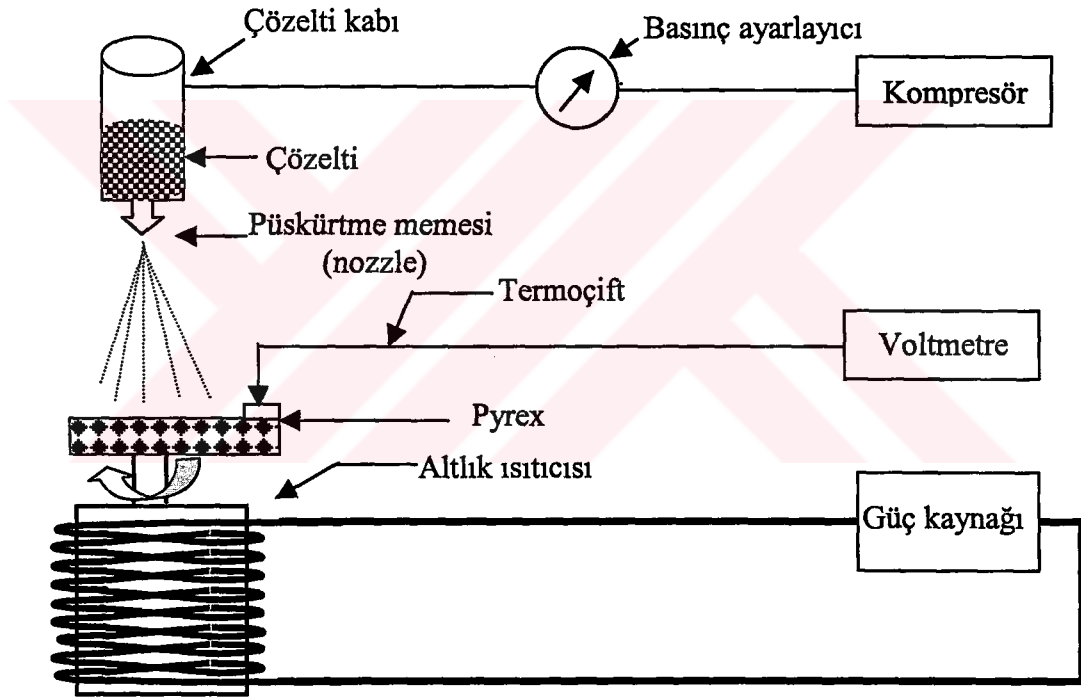 Çözelti kabı
Basınç ayarlayıcı
Kompresör
Çözelti
Püskürtme memesi
(nozzle)
Termoçift
Voltmetre
Pyrex
Altlık ısıtıcısı
Güç kaynağı